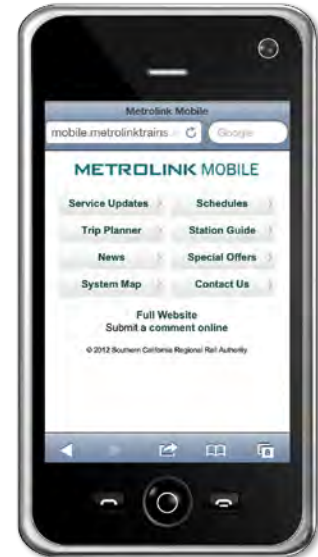 Metrolink Mobile
mobile.metrolinktrains.
Google
METROLINK MOBILE
Service Updates
Schedules
Trip Planner
Station Guide
News
Special Offers
System Map
Contact Us
Full Website
Submit a comment online
© 2012 Southern California Regional Rail Authority